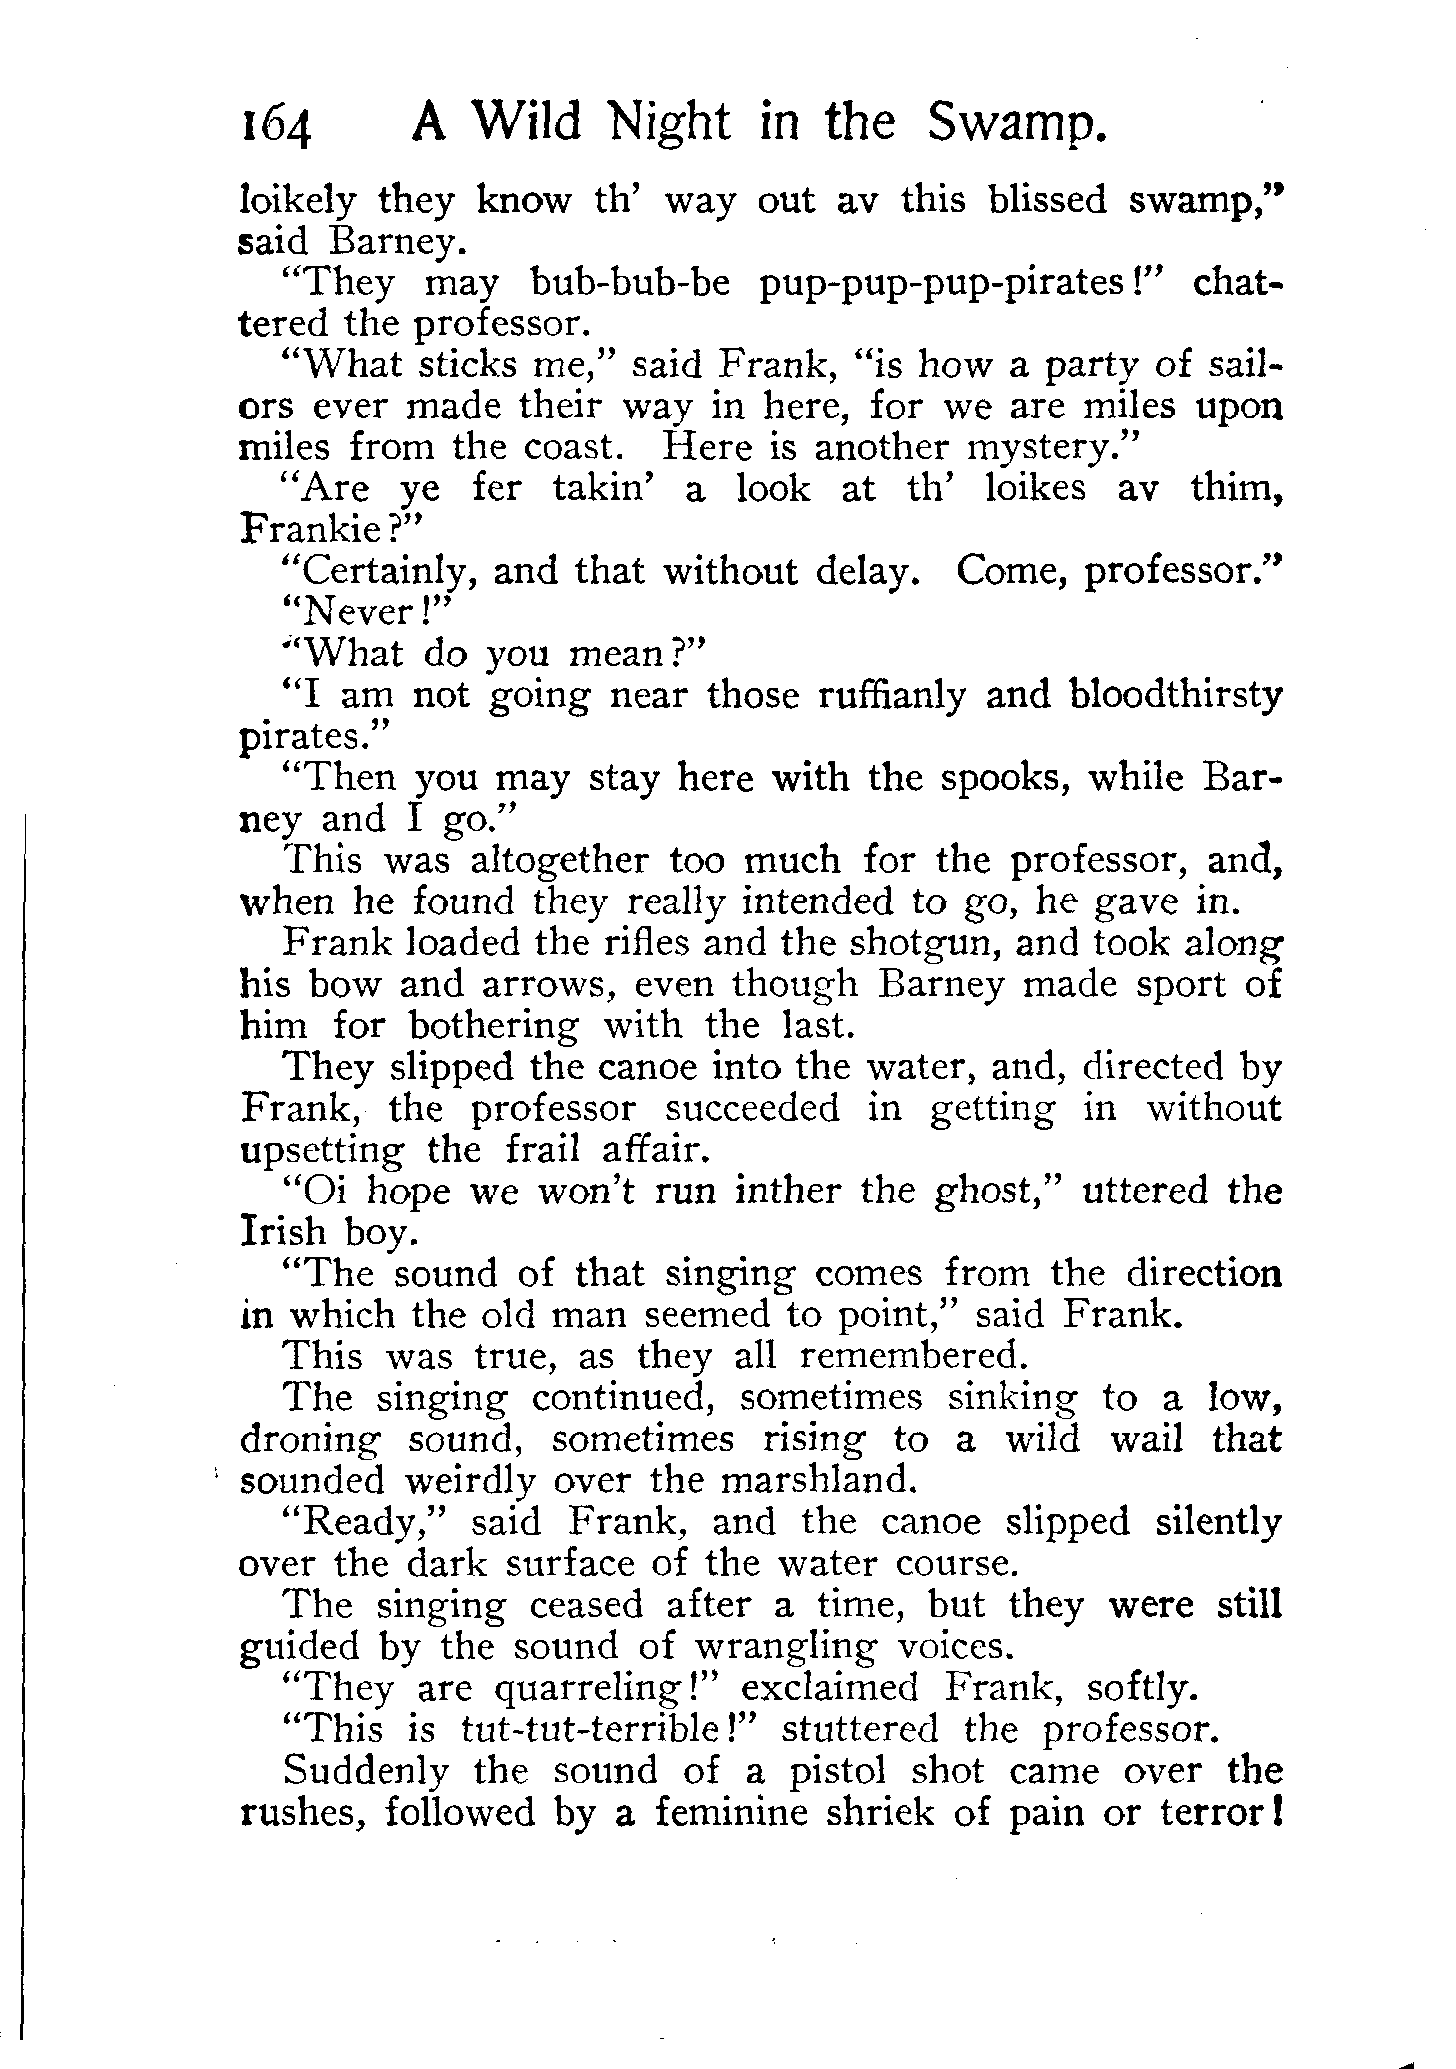 164 A Wild Night in the Swamp.
loikely they know th' way out av this blissed swamp,"
said Barney.
"They may bub-bub-be pup-pup-pup-pirates!" chat-
tered the professor.
"What sticks me," said Frank, "is how a party of sail-
ors ever made their way in here, for we are miles upon
miles from the coast. Here is another mystery."
"Are ye fer takin' a look at th' loikes av thim,
Frankie?"
"Certainly, and that without delay. Come, professor."
"Never!"
"What do you mean?"
"I am not going near those ruffianly and bloodthirsty
pirates."
"Then you may stay here with the spooks, while Bar-
ney and I go."
This was altogether too much for the professor, and,
when he found they really intended to go, he gave in.
Frank loaded the rifles and the shotgun, and took along
his bow and arrows, even though Barney made sport of
him for bothering with the last.
They slipped the canoe into the water, and, directed by
Frank, the professor succeeded in getting in without
upsetting the frail affair.
"Oi hope we won't run inther the ghost," uttered the
Irish boy.
"The sound of that singing comes from the direction
in which the old man seemed to point," said Frank.
This was true, as they all remembered.
The singing continued, sometimes sinking to a low,
droning sound, sometimes rising to a wild wail that
sounded weirdly over the marshland.
"Ready," said Frank, and the canoe slipped silently
over the dark surface of the water course.
The singing ceased after a time, but they were still
guided by the sound of wrangling voices.
"They are quarreling!" exclaimed Frank, softly.
"This is tut-tut-terrible!" stuttered the professor.
Suddenly the sound of a pistol shot came over the
rushes, followed by a feminine shriek of pain or terror!